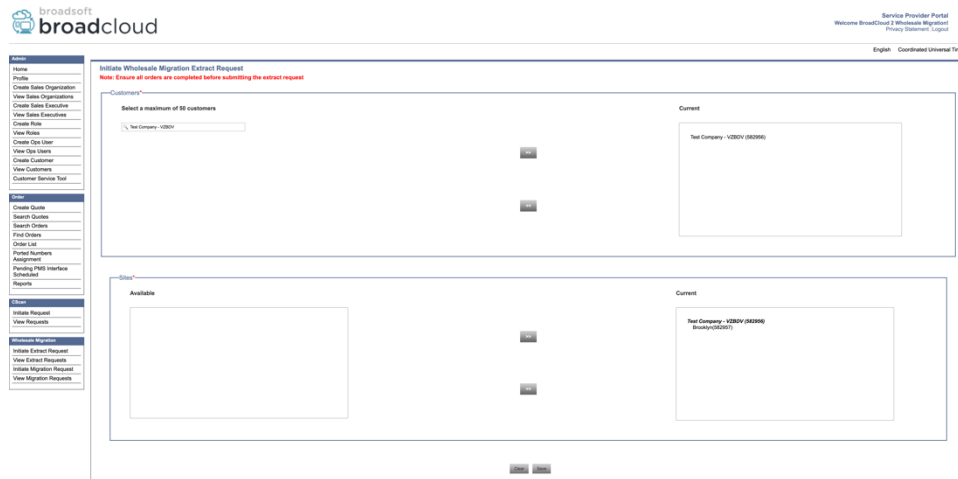 broadsoft
broadcloud
Service Provider Portal
Welcome BroadCloud 2 Wholesale Migration!
Privacy Statement Logout
English Coordinated Universal Tim
Admin
Home
Profile
Create Sales Organization
View Sales Organizations
Create Sales Executive
View Sales Executives
Create Role
View Roles
Create Ops User
View Ops Users
Create Customer
View Customers
Customer Service Tool
Order
Create Quote
Search Quotes
Search Orders
Find Orders
Order List
Ported Numbers
Assignment
Pending PMS Interface
Scheduled
Reports
CScan
Initiate Request
View Requests
Wholesale Migration
Initiate Extract Request
View Extract Requests
Initiate Migration Request
View Migration Requests
Initiate Wholesale Migration Extract Request
Note: Ensure all orders are completed before submitting the extract request
Customers*
Select a maximum of 50 customers
Test Company - VZBDV
>>
<<
Current
Test Company - VZBDV (582956)
Sites*
Available
>>
<<
Current
Test Company - VZBDV (582956)
Brooklyn(582957)
Clear Save